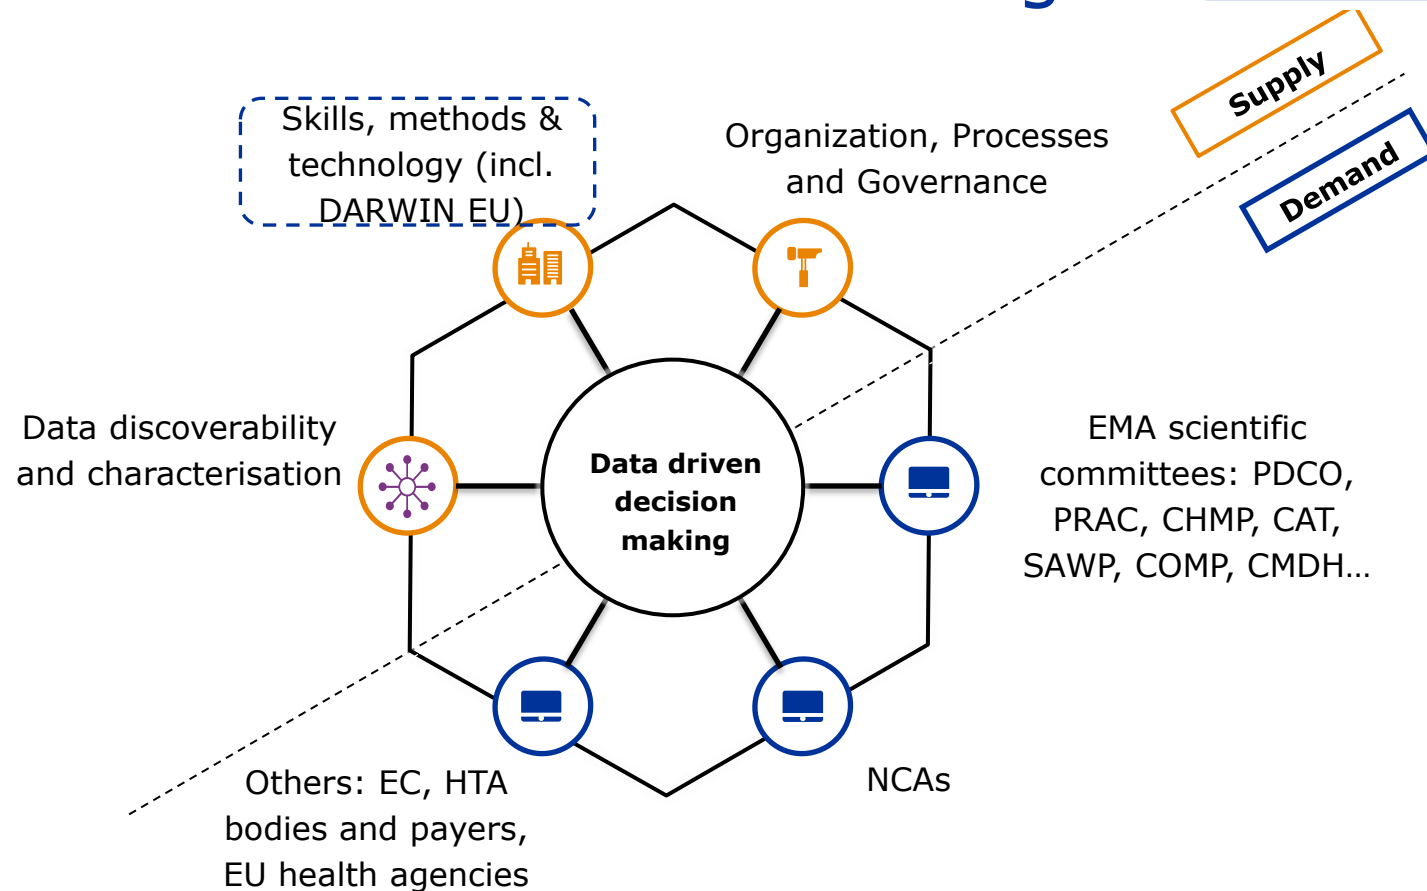 Supply
Demand
Skills, methods &
technology (incl.
DARWIN EU)
Organization, Processes
and Governance
Data discoverability
and characterisation
Data driven
decision
making
EMA scientific
committees: PDCO,
PRAC, CHMP, CAT,
SAWP, COMP, CMDH…
Others: EC, HTA
bodies and payers,
EU health agencies
NCAs